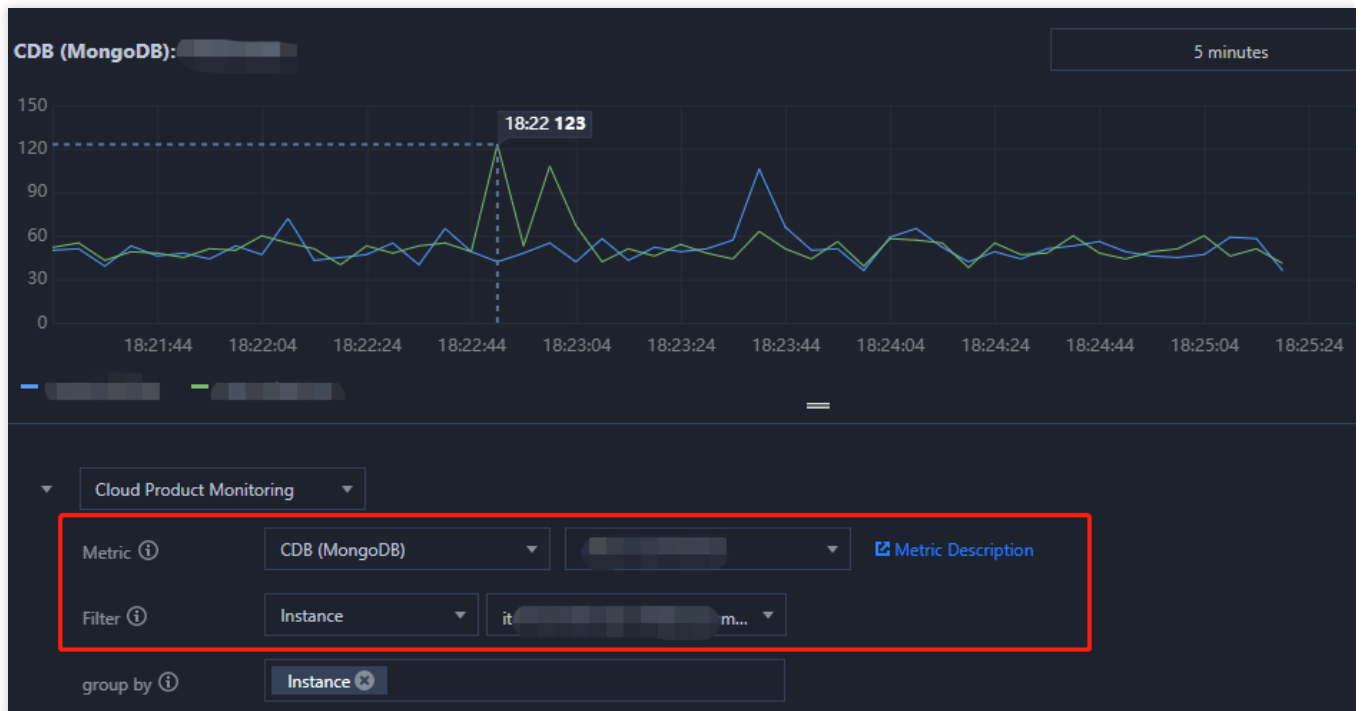 CDB (MongoDB):
5 minutes
150
18:22 123
120
90
60
30
0
18:21:44 18:22:04 18:22:24 18:22:44 18:23:04 18:23:24 18:23:44 18:24:04 18:24:24 18:24:44 18:25:04 18:25:24
Cloud Product Monitoring
Metric CDB (MongoDB) Metric Description
Filter Instance it m...
group by Instance